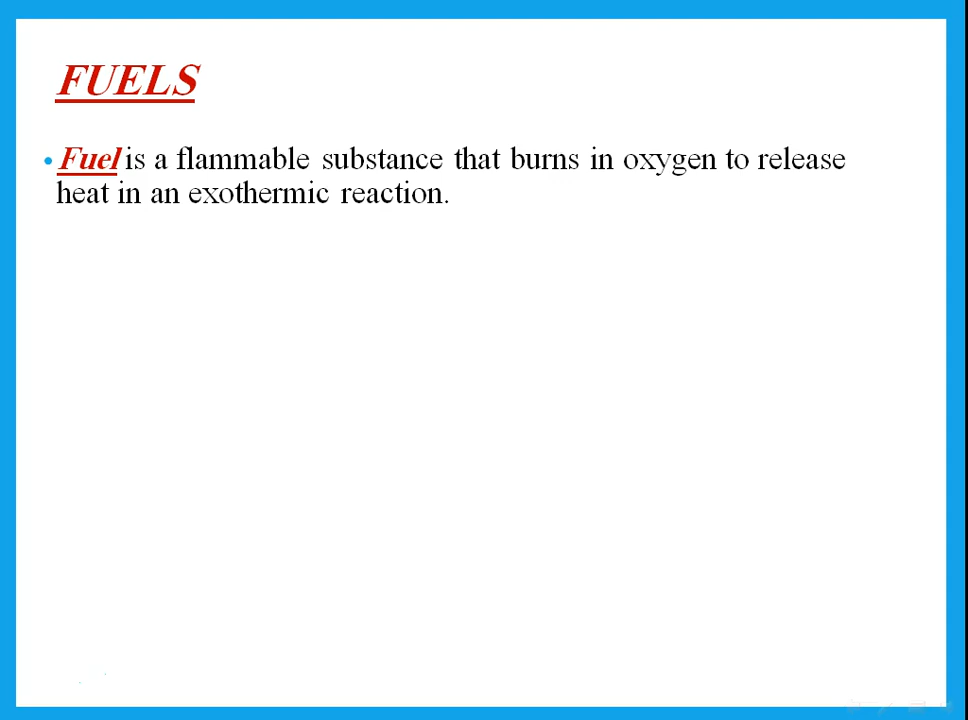 FUELS
• Fuel is a flammable substance that burns in oxygen to release
heat in an exothermic reaction.